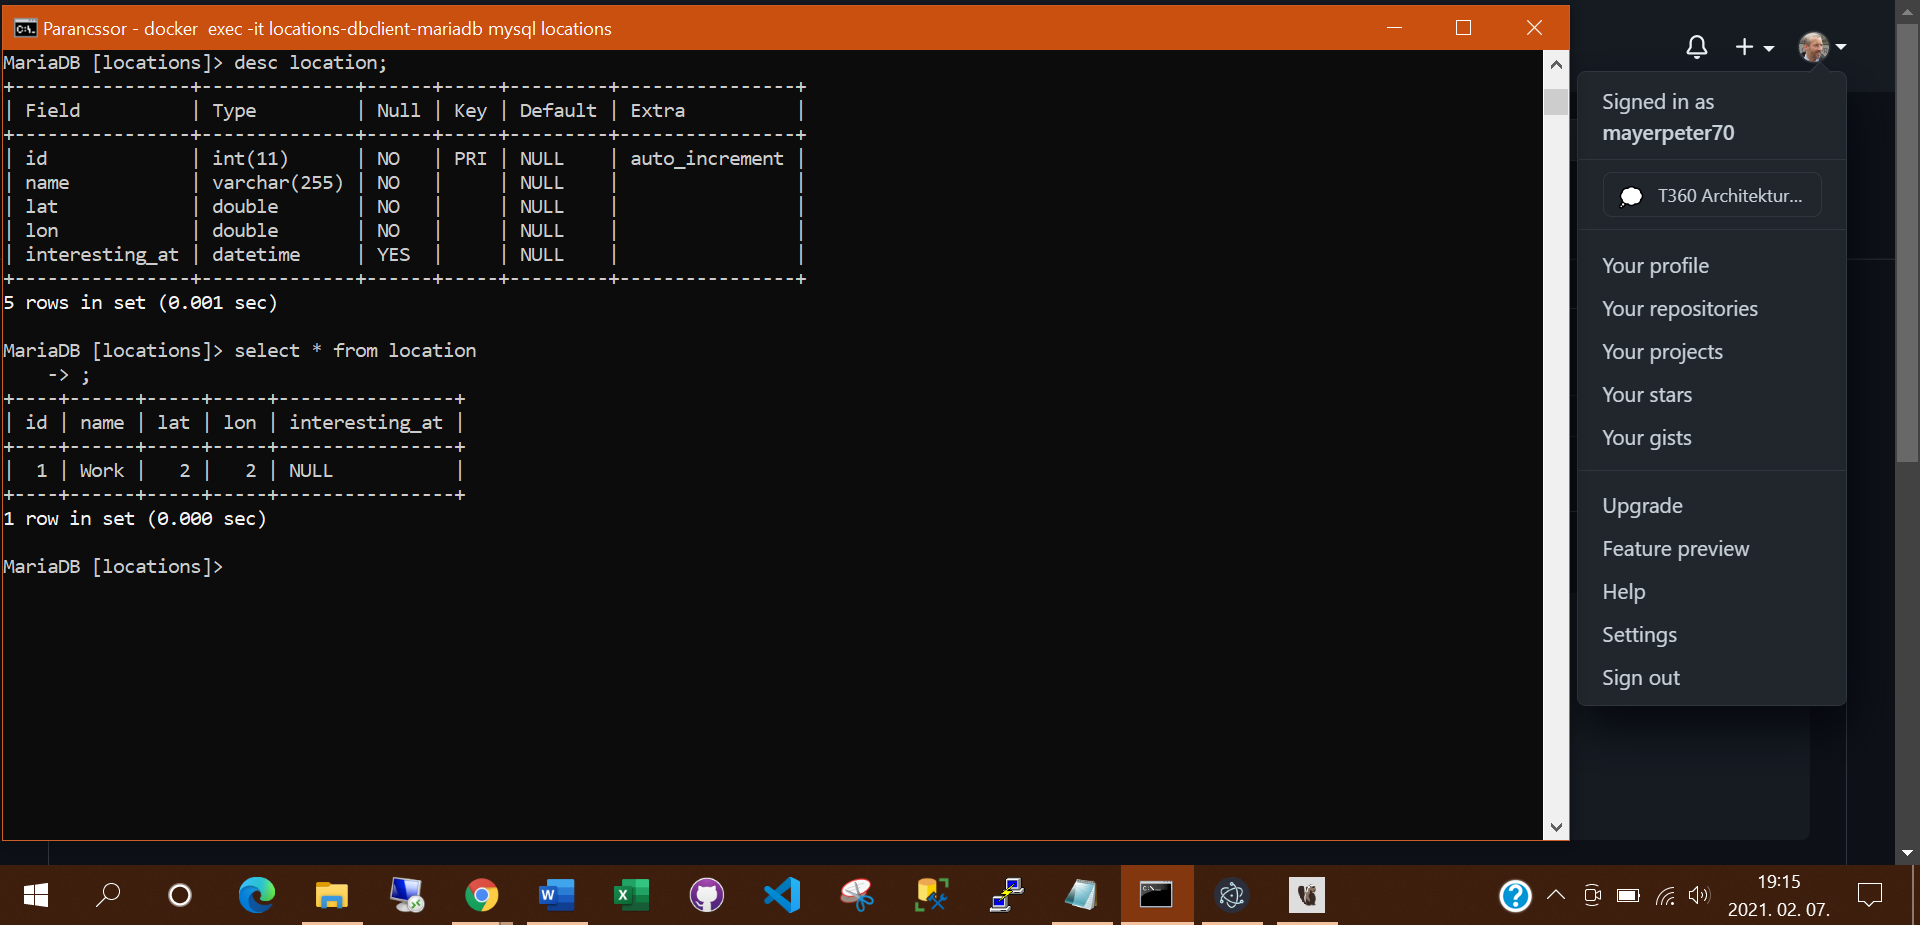 Parancssor - docker  exec -it locations-dbclient-mariadb mysql locations
MariaDB [locations]> desc location;
+----------------+--------------+------+-----+---------+----------------+
| Field          | Type         | Null | Key | Default | Extra          |
+----------------+--------------+------+-----+---------+----------------+
| id             | int(11)      | NO   | PRI | NULL    | auto_increment |
| name           | varchar(255) | NO   |     | NULL    |                |
| lat            | double       | NO   |     | NULL    |                |
| lon            | double       | NO   |     | NULL    |                |
| interesting_at | datetime     | YES  |     | NULL    |                |
+----------------+--------------+------+-----+---------+----------------+
5 rows in set (0.001 sec)
MariaDB [locations]> select * from location
    -> ;
+----+------+-----+-----+----------------+
| id | name | lat | lon | interesting_at |
+----+------+-----+-----+----------------+
|  1 | Work |   2 |   2 | NULL           |
+----+------+-----+-----+----------------+
1 row in set (0.000 sec)
MariaDB [locations]>
Signed in as
mayerpeter70
T360 Architektur...
Your profile
Your repositories
Your projects
Your stars
Your gists
Upgrade
Feature preview
Help
Settings
Sign out
19:15
2021. 02. 07.